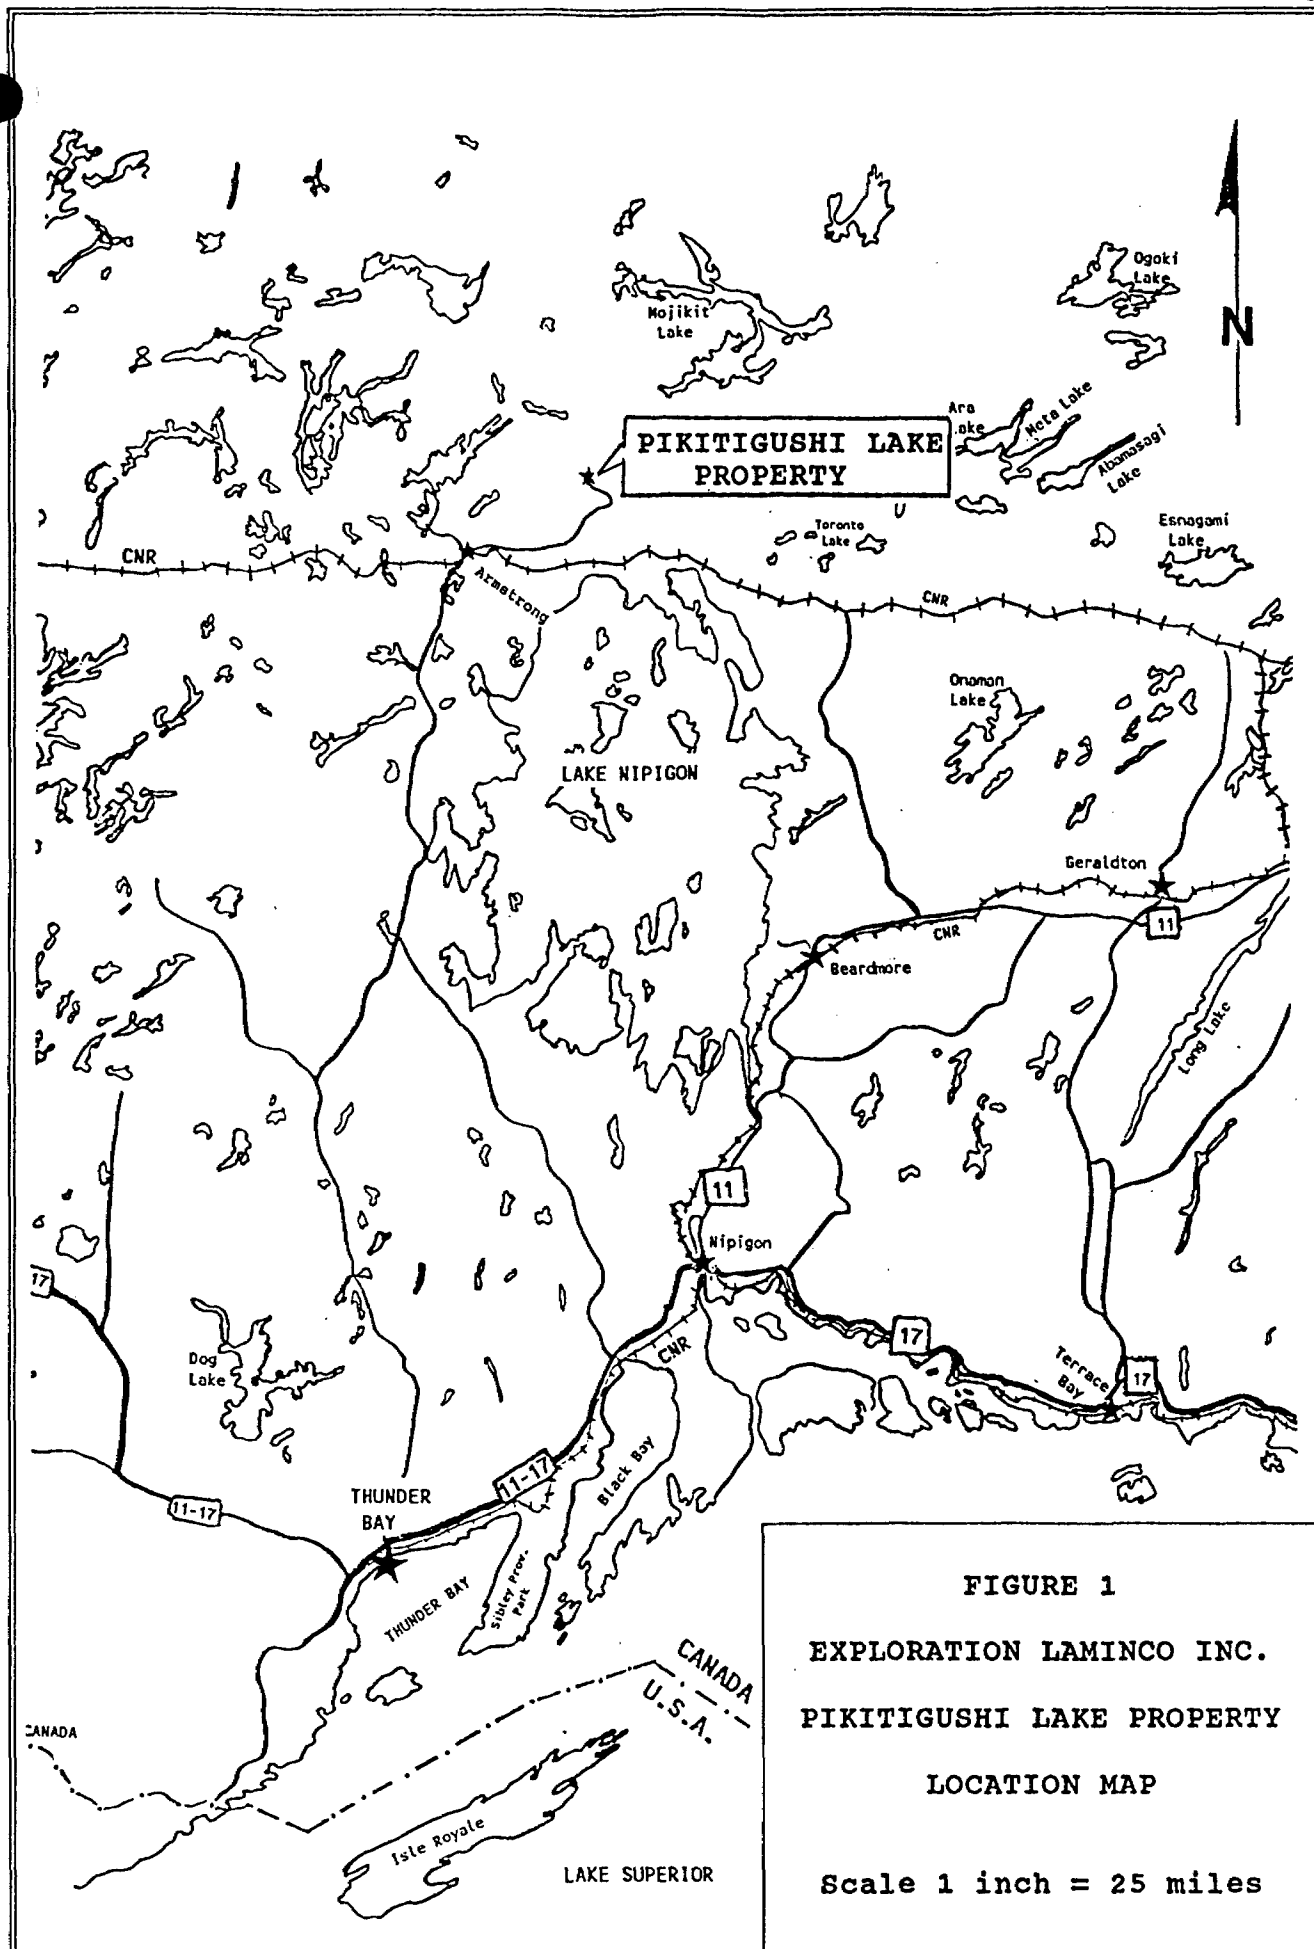 Ogoki
Lake
N
Mojikit
Lake
Ara
ake
Meta Lake
Abamasagi
Lake
PIKITIGUSHI LAKE
PROPERTY
Toronto
Lake
Esnagami
Lake
CNR
Armstrong
CNR
Onaman
Lake
LAKE NIPIGON
Geraldton
11
CNR
Beardmore
Long Lake
11
Nipigon
17
17
CNR
Terrace
Bay
17
Dog
Lake
Black Bay
11-17
THUNDER
BAY
11-17
THUNDER BAY
Sibley Prov.
Park
CANADA
U.S.A.
CANADA
Isle Royale
LAKE SUPERIOR
FIGURE 1
EXPLORATION LAMINCO INC.
PIKITIGUSHI LAKE PROPERTY
LOCATION MAP
Scale 1 inch = 25 miles